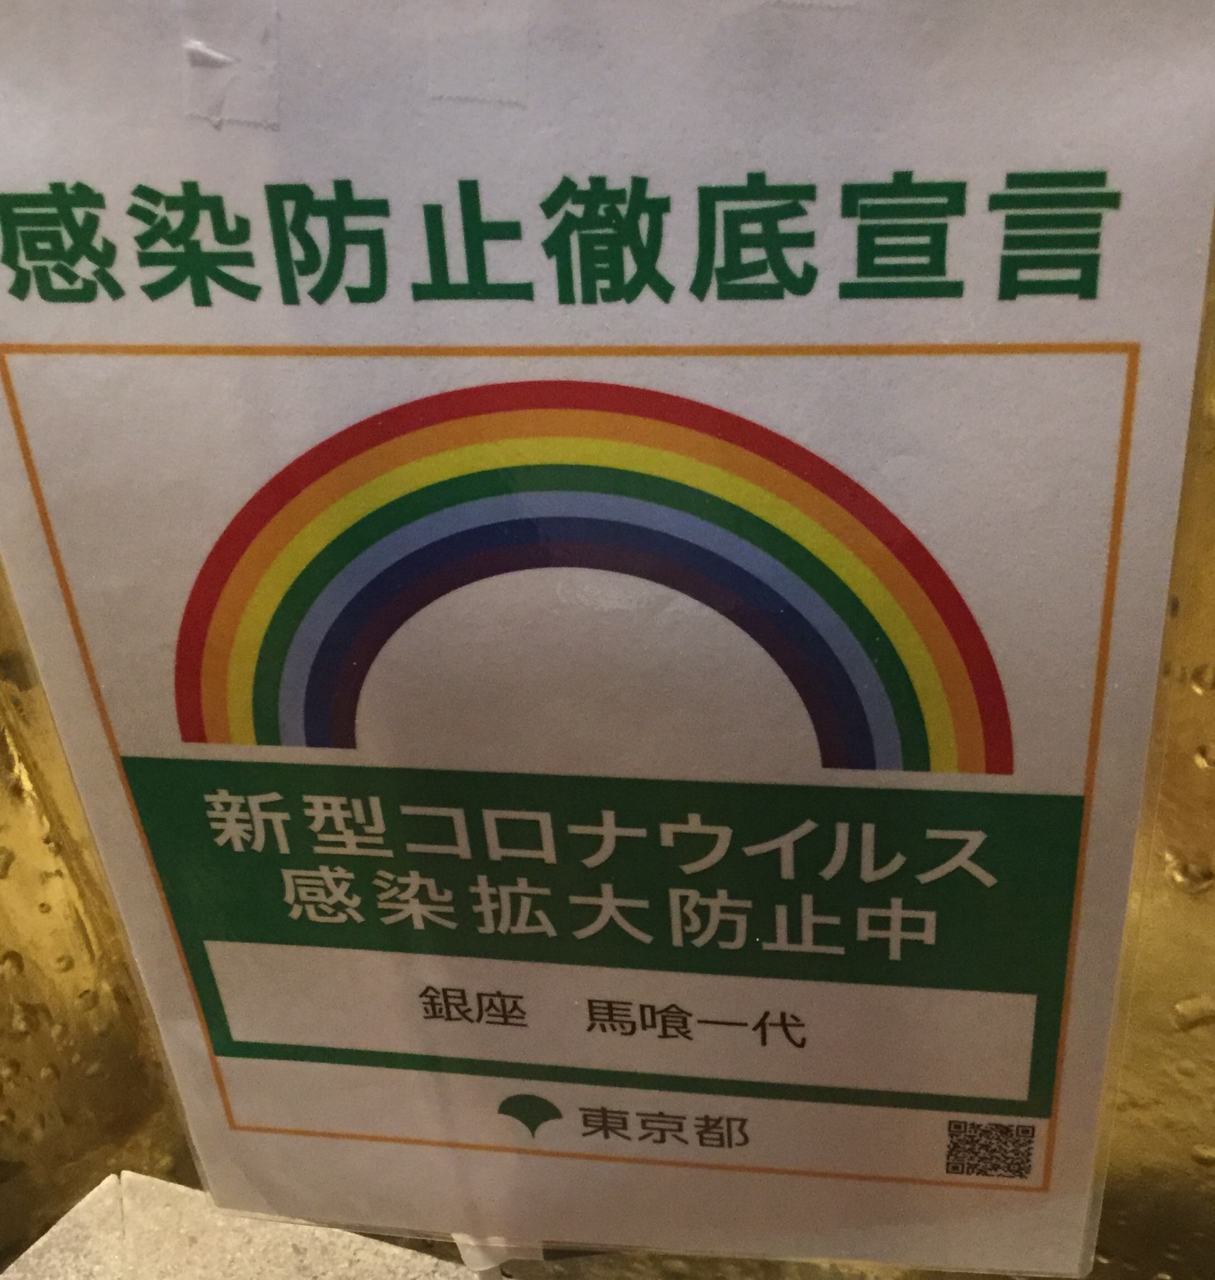 感染防止徹底宣言
新型コロナウイルス
感染拡大防止中
銀座　馬喰一代
東京都